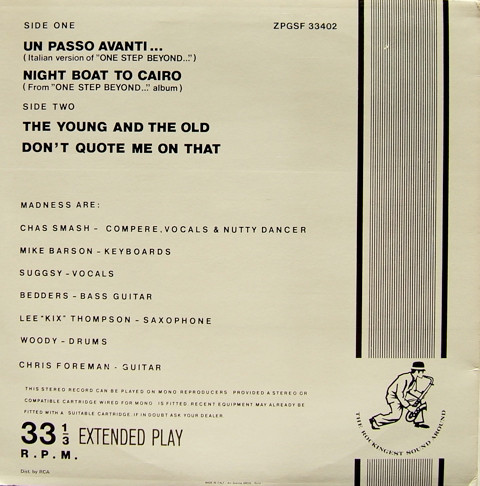 SIDE ONE
ZPGSF 33402
UN PASSO AVANTI...
(Italian version of "ONE STEP BEYOND...")
NIGHT BOAT TO CAIRO
(From "ONE STEP BEYOND..." album)
SIDE TWO
THE YOUNG AND THE OLD
DON'T QUOTE ME ON THAT
MADNESS ARE:
CHAS SMASH - COMPERE, VOCALS & NUTTY DANCER
MIKE BARSON - KEYBOARDS
SUGGSY - VOCALS
BEDDERS - BASS GUITAR
LEE "KIX" THOMPSON - SAXOPHONE
WOODY - DRUMS
CHRIS FOREMAN - GUITAR
THIS STEREO RECORD CAN BE PLAYED ON MONO REPRODUCERS PROVIDED A STEREO OR
COMPATIBLE CARTRIDGE WIRED FOR MONO IS FITTED. RECENT EQUIPMENT MAY ALREADY BE
FITTED WITH A SUITABLE CARTRIDGE. IF IN DOUBT ASK YOUR DEALER
33 1/3 EXTENDED PLAY
R.P.M.
Dist. by RCA
THE ROCKINGEST SOUND AROUND